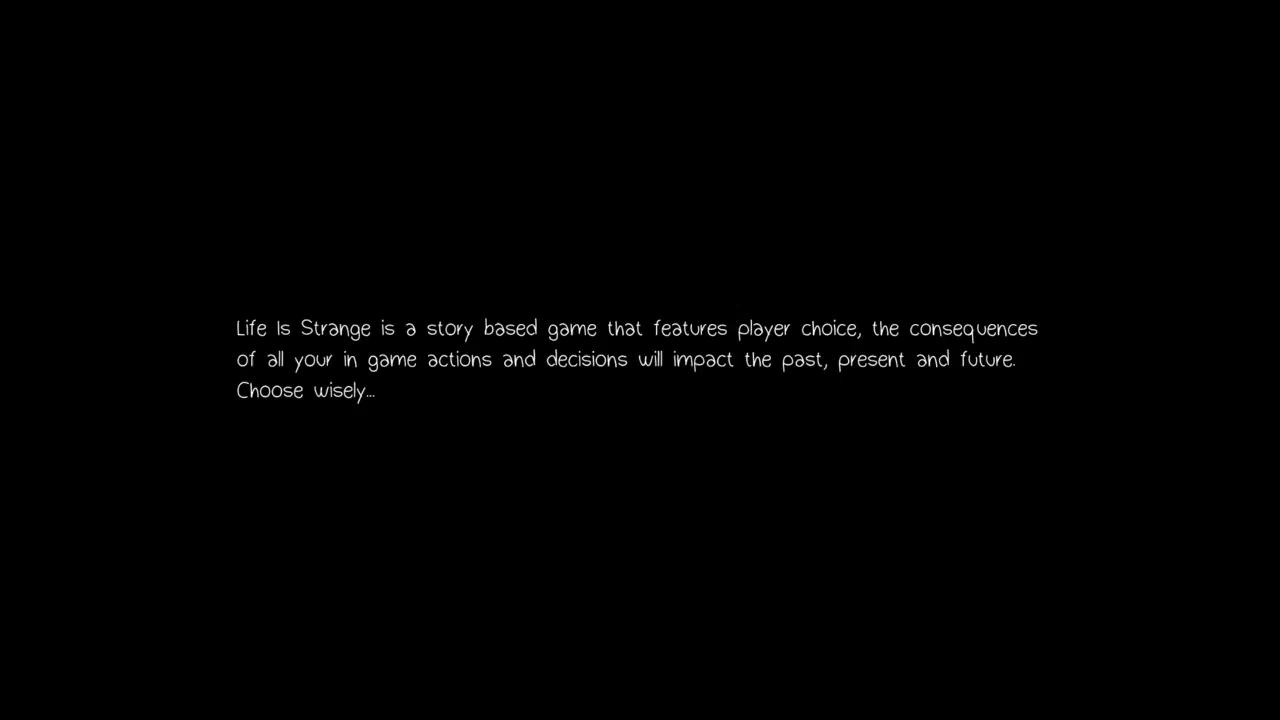 Life Is Strange is a story based game that features player choice, the consequences
of all your in game actions and decisions will impact the past, present and future.
Choose wisely...